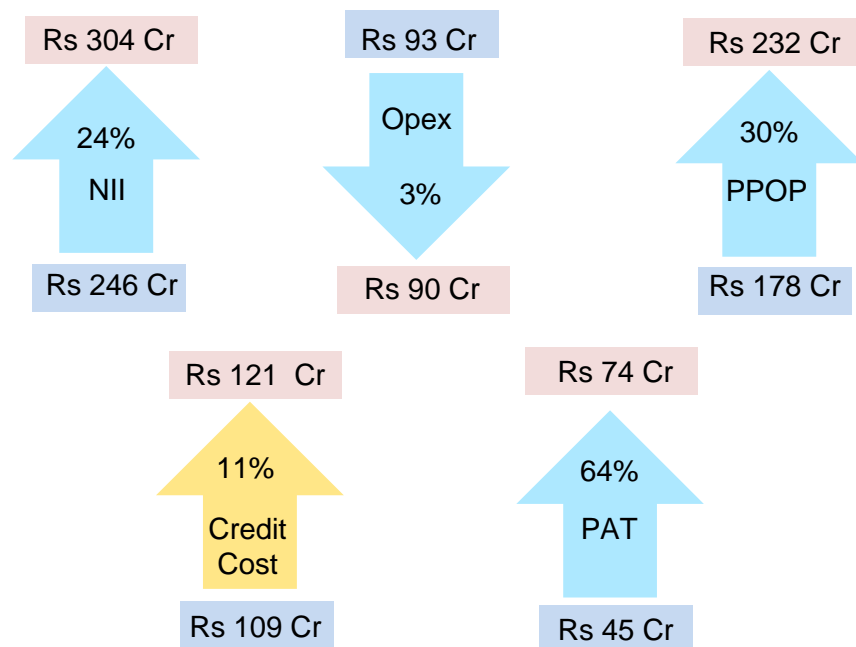 Rs 304 Cr
24%
NII
Rs 246 Cr
Rs 93 Cr
Opex
3%
Rs 90 Cr
Rs 232 Cr
30%
PPOP
Rs 178 Cr
Rs 121 Cr
11%
Credit
Cost
Rs 109 Cr
Rs 74 Cr
64%
PAT
Rs 45 Cr